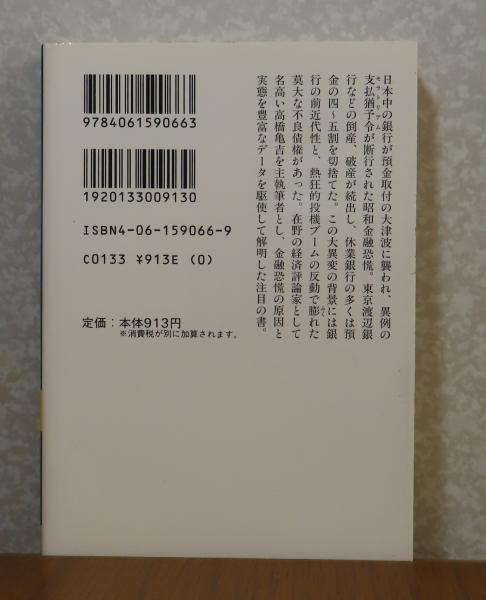 日本中の銀行が預金取付の大津波に襲われ、異例の
支払猶予令が断行された昭和金融恐慌。東京渡辺銀
行などの倒産、破産が続出し、休業銀行の多くは預
金の四〜五割を切捨てた。この大異変の背景には銀
行の前近代性と、熱狂的投機ブームの反動で膨れた
莫大な不良債権があった。在野の経済評論家として
名高い高橋亀吉を主執筆者とし、金融恐慌の原因と
実態を豊富なデータを駆使して解明した注目の書。
9784061590663
1920133009130
ISBN4-06-159066-9
C0133 ¥913E (0)
定価：本体913円
※消費税が別に加算されます。